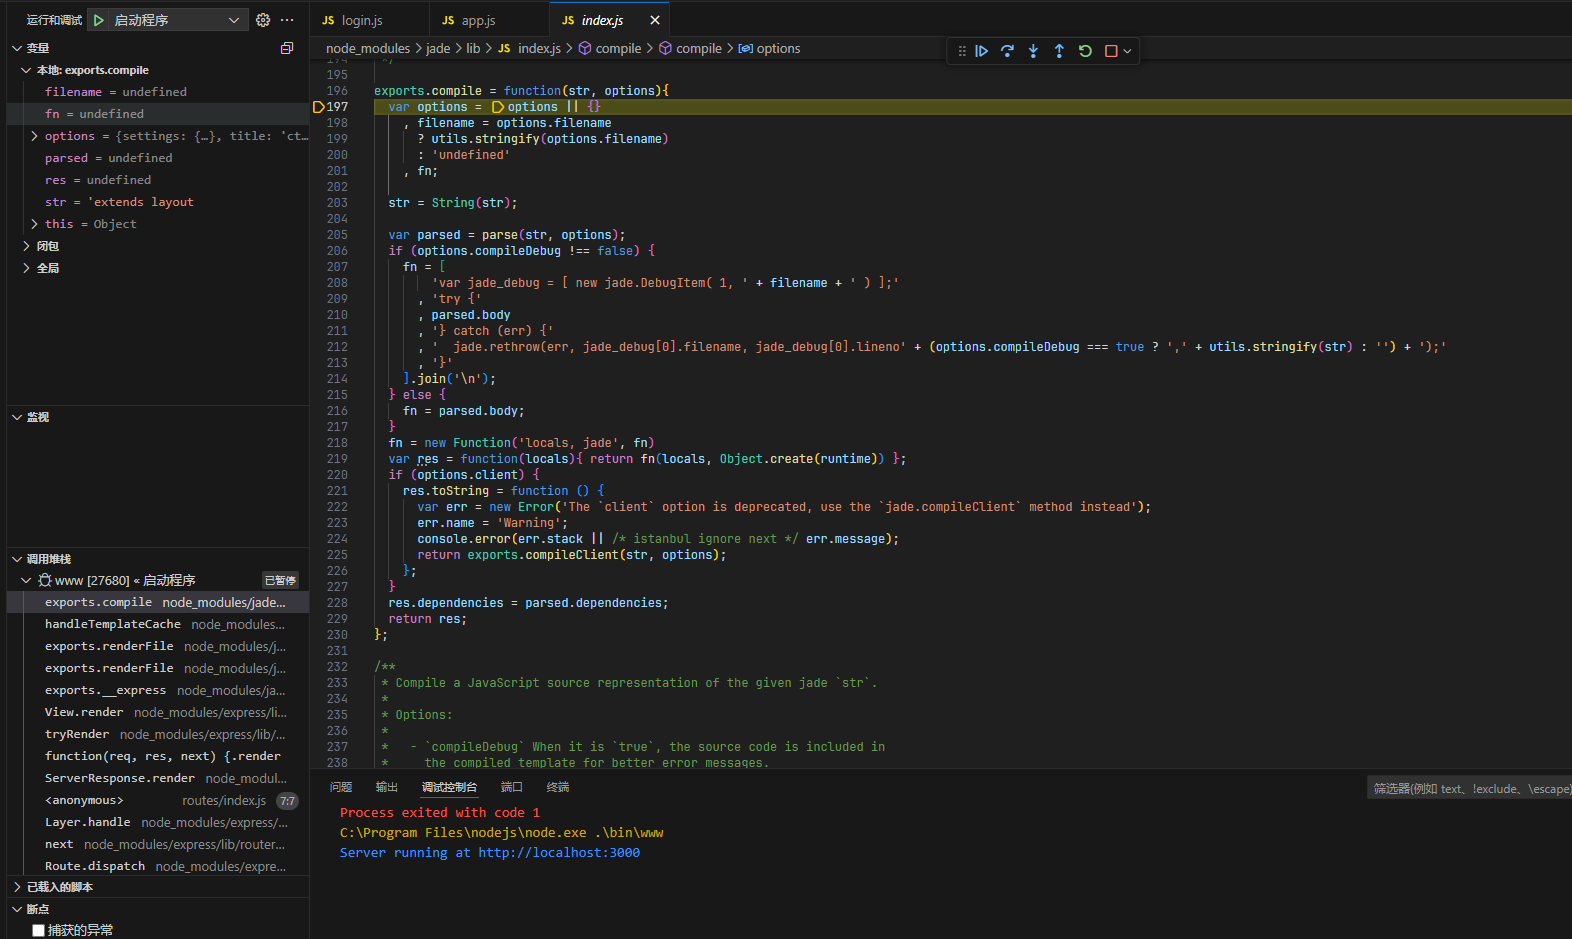 运行和调试 启动程序
变量
本地: exports.compile
filename = undefined
fn = undefined
options = {settings: {…}, title: 'ct…
parsed = undefined
res = undefined
str = 'extends layout
this = Object
闭包
全局
监视
调用堆栈
www [27680] « 启动程序 已暂停
exports.compile node_modules/jade...
handleTemplateCache node_modules...
exports.renderFile node_modules/j...
exports.renderFile node_modules/j...
exports.__express node_modules/ja...
View.render node_modules/express/li...
tryRender node_modules/express/lib/...
function(req, res, next) {.render
ServerResponse.render node_modul...
<anonymous> routes/index.js 7:7
Layer.handle node_modules/express/...
next node_modules/express/lib/router...
Route.dispatch node_modules/expre...
已载入的脚本
断点
捕获的异常
JS login.js JS app.js JS index.js
node_modules > jade > lib > JS index.js > compile > compile > options
194 */
195
196 exports.compile = function(str, options){
197 var options = options || {}
198 , filename = options.filename
199 ? utils.stringify(options.filename)
200 : 'undefined'
201 , fn;
202
203 str = String(str);
204
205 var parsed = parse(str, options);
206 if (options.compileDebug !== false) {
207 fn = [
208 'var jade_debug = [ new jade.DebugItem( 1, ' + filename + ' ) ];'
209 , 'try {'
210 , parsed.body
211 , '} catch (err) {'
212 , '  jade.rethrow(err, jade_debug[0].filename, jade_debug[0].lineno' + (options.compileDebug === true ? ',' + utils.stringify(str) : '') + ');'
213 , '}'
214 ].join('\n');
215 } else {
216 fn = parsed.body;
217 }
218 fn = new Function('locals, jade', fn)
219 var res = function(locals){ return fn(locals, Object.create(runtime)) };
220 if (options.client) {
221 res.toString = function () {
222 var err = new Error('The `client` option is deprecated, use the `jade.compileClient` method instead');
223 err.name = 'Warning';
224 console.error(err.stack || /* istanbul ignore next */ err.message);
225 return exports.compileClient(str, options);
226 };
227 }
228 res.dependencies = parsed.dependencies;
229 return res;
230 };
231
232 /**
233 * Compile a JavaScript source representation of the given jade `str`.
234 *
235 * Options:
236 *
237 *   - `compileDebug` When it is `true`, the source code is included in
238 *     the compiled template for better error messages.
问题 输出 调试控制台 端口 终端 筛选器(例如 text、!exclude、\escape)
Process exited with code 1
C:\Program Files\nodejs\node.exe .\bin\www
Server running at http://localhost:3000